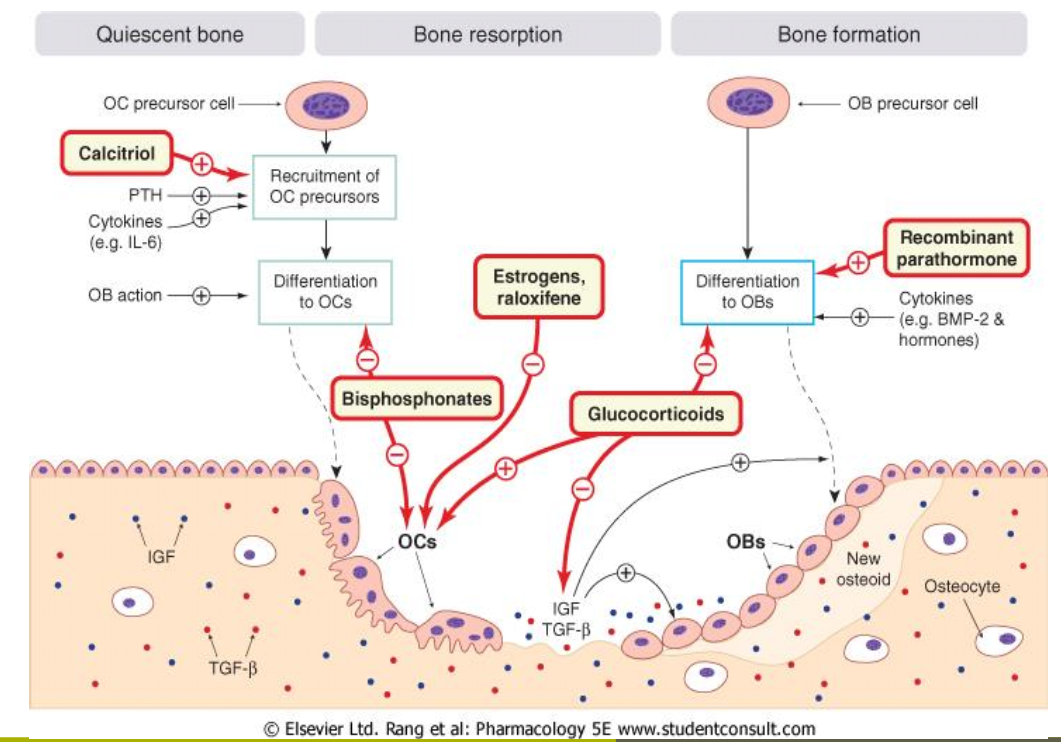 Quiescent bone
Bone resorption
Bone formation
OC precursor cell
OB precursor cell
Calcitriol
+
Recruitment of
OC precursors
PTH
+
Cytokines
(e.g. IL-6)
+
Recombinant
parathormone
+
Estrogens,
raloxifene
Differentiation
to OCs
Differentiation
to OBs
OB action
+
Cytokines
(e.g. BMP-2 &
hormones)
+
−
−
−
Bisphosphonates
Glucocorticoids
−
+
−
+
OCs
OBs
IGF
New
osteoid
+
Osteocyte
IGF
TGF-β
TGF-β
© Elsevier Ltd. Rang et al: Pharmacology 5E www.studentconsult.com